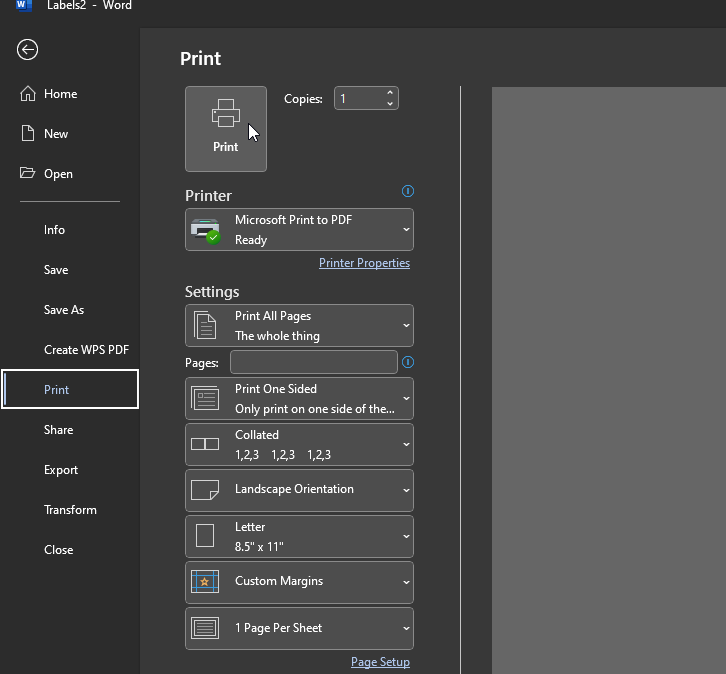 Labels2 - Word
Home
New
Open
Info
Save
Save As
Create WPS PDF
Print
Share
Export
Transform
Close
Print
Print
Copies: 1
Printer
Microsoft Print to PDF
Ready
Printer Properties
Settings
Print All Pages
The whole thing
Pages:
Print One Sided
Only print on one side of the...
Collated
1,2,3 1,2,3 1,2,3
Landscape Orientation
Letter
8.5" x 11"
Custom Margins
1 Page Per Sheet
Page Setup